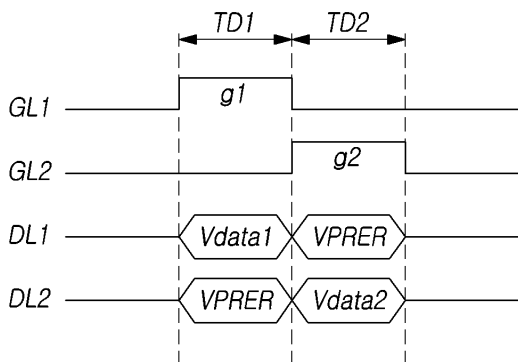 TD1 TD2
GL1 g1
GL2 g2
DL1 Vdata1 VPRER
DL2 VPRER Vdata2